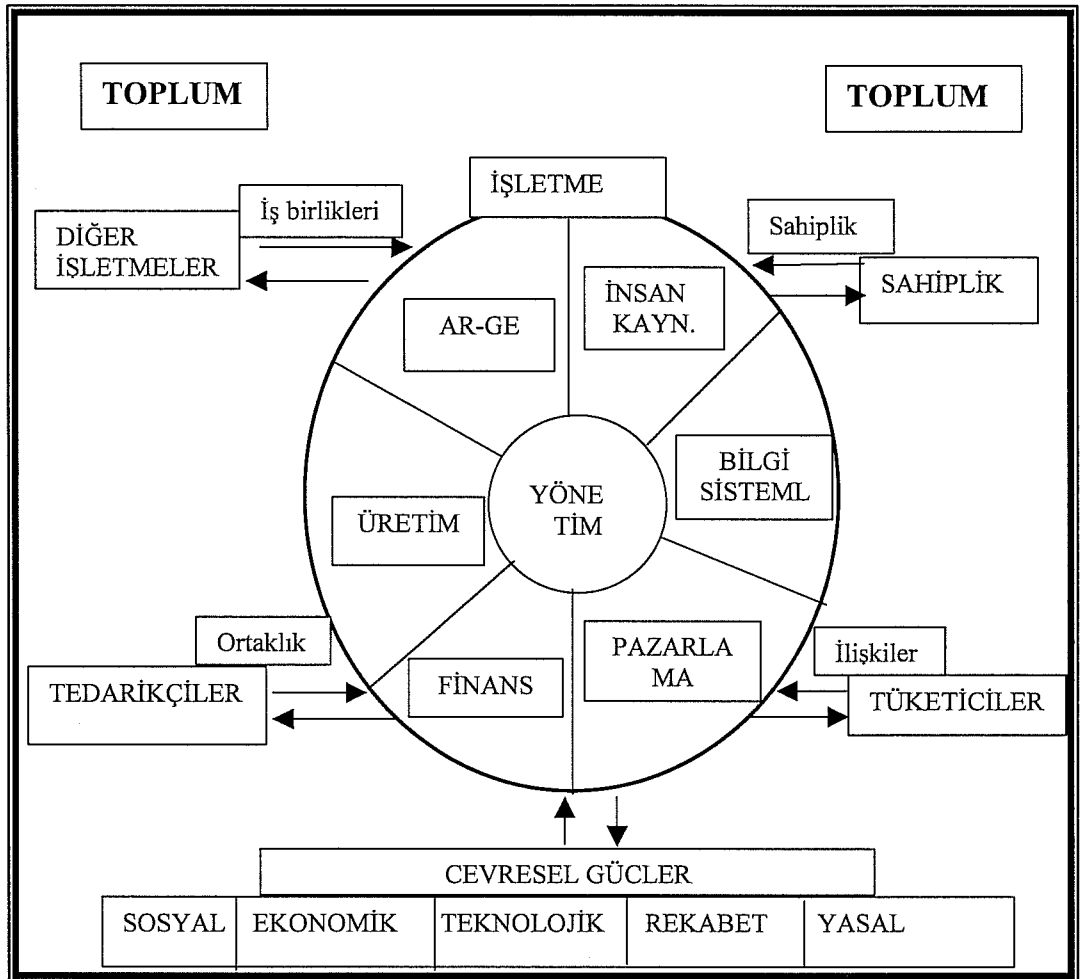 TOPLUM
TOPLUM
İŞLETME
İş birlikleri
DİĞER
İŞLETMELER
Sahiplik
SAHİPLİK
AR-GE
İNSAN
KAYN.
BİLGİ
SİSTEML
YÖNE
TİM
ÜRETİM
Ortaklık
TEDARİKÇİLER
FİNANS
PAZARLA
MA
İlişkiler
TÜKETİCİLER
CEVRESEL GÜCLER
SOSYAL EKONOMİK TEKNOLOJİK REKABET YASAL